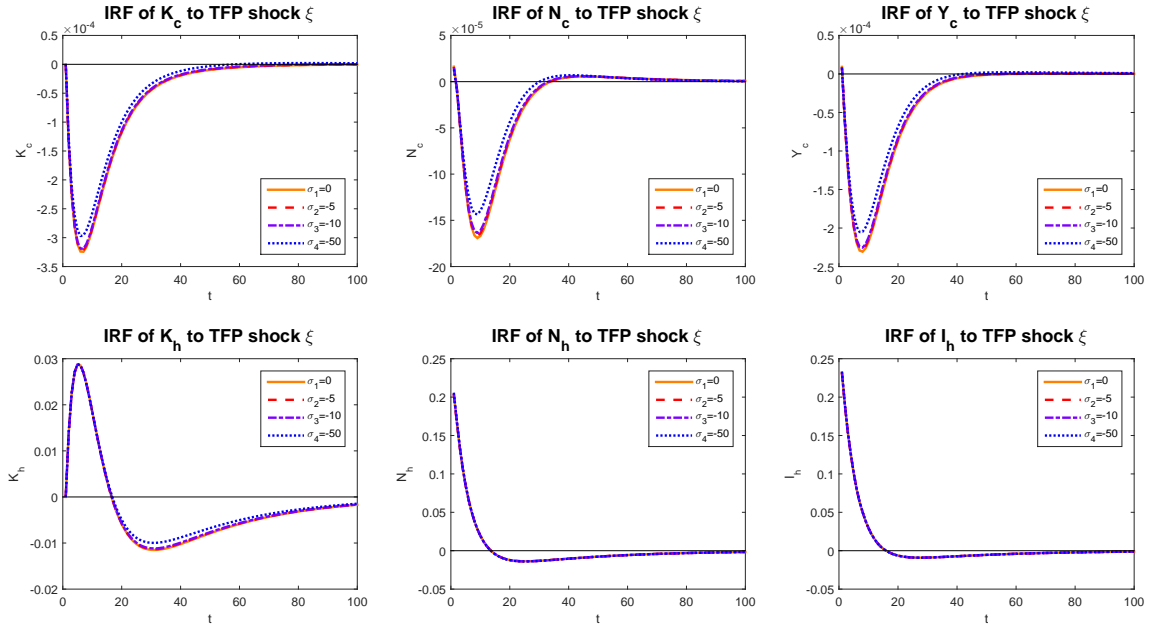 IRF of K_c to TFP shock ξ
×10^-4
0.5
0
-0.5
-1
-1.5
-2
-2.5
-3
-3.5
K_c
0 20 40 60 80 100
t
σ_1=0
σ_2=-5
σ_3=-10
σ_4=-50
IRF of N_c to TFP shock ξ
×10^-5
5
0
-5
-10
-15
-20
N_c
0 20 40 60 80 100
t
σ_1=0
σ_2=-5
σ_3=-10
σ_4=-50
IRF of Y_c to TFP shock ξ
×10^-4
0.5
0
-0.5
-1
-1.5
-2
-2.5
Y_c
0 20 40 60 80 100
t
σ_1=0
σ_2=-5
σ_3=-10
σ_4=-50
IRF of K_h to TFP shock ξ
0.03
0.02
0.01
0
-0.01
-0.02
K_h
0 20 40 60 80 100
t
σ_1=0
σ_2=-5
σ_3=-10
σ_4=-50
IRF of N_h to TFP shock ξ
0.25
0.2
0.15
0.1
0.05
0
-0.05
N_h
0 20 40 60 80 100
t
σ_1=0
σ_2=-5
σ_3=-10
σ_4=-50
IRF of I_h to TFP shock ξ
0.25
0.2
0.15
0.1
0.05
0
-0.05
I_h
0 20 40 60 80 100
t
σ_1=0
σ_2=-5
σ_3=-10
σ_4=-50